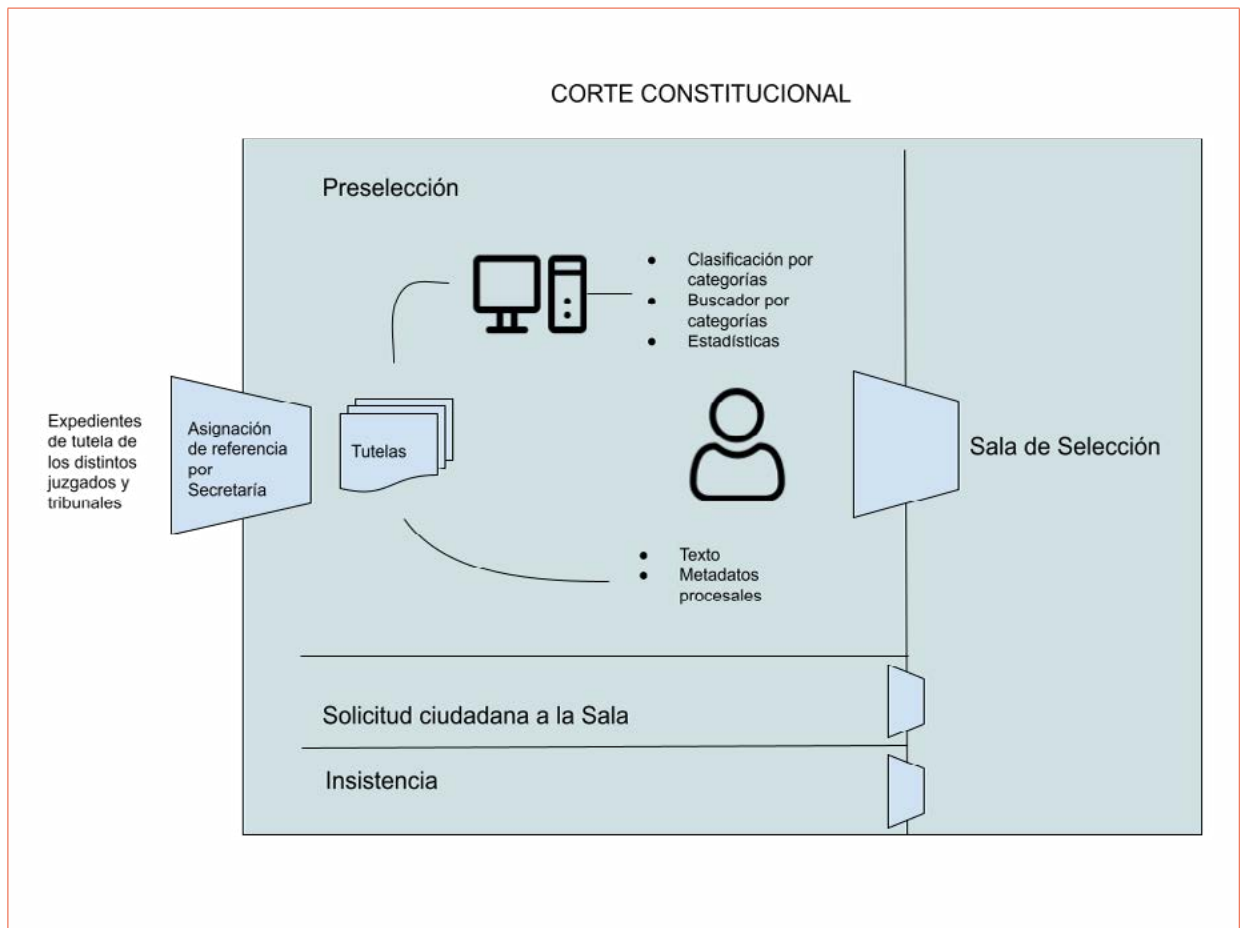 CORTE CONSTITUCIONAL
Preselección
• Clasificación por
categorías
• Buscador por
categorías
• Estadísticas
Expedientes
de tutela de
los distintos
juzgados y
tribunales
Asignación
de referencia
por
Secretaría
Tutelas
Sala de Selección
• Texto
• Metadatos
procesales
Solicitud ciudadana a la Sala
Insistencia